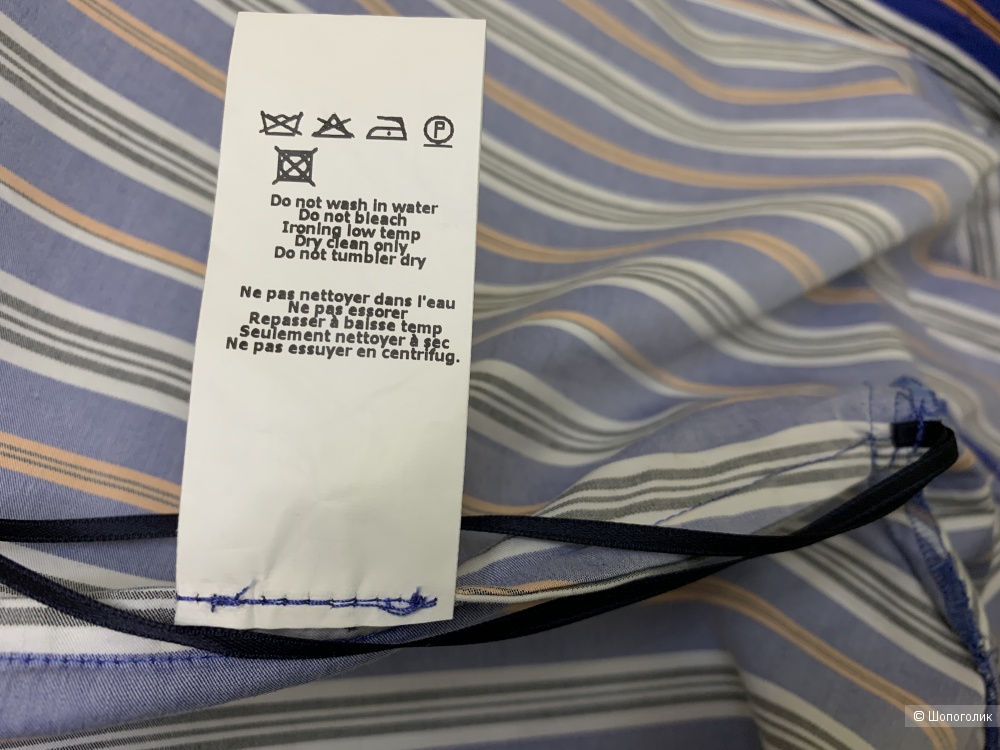 P
Do not wash in water
Do not bleach
Ironing low temp
Dry clean only
Do not tumbler dry
Ne pas nettoyer dans l'eau
Ne pas essorer
Repasser à baisse temp
Seulement nettoyer à sec
Ne pas essuyer en centrifug.
© Шопоголик